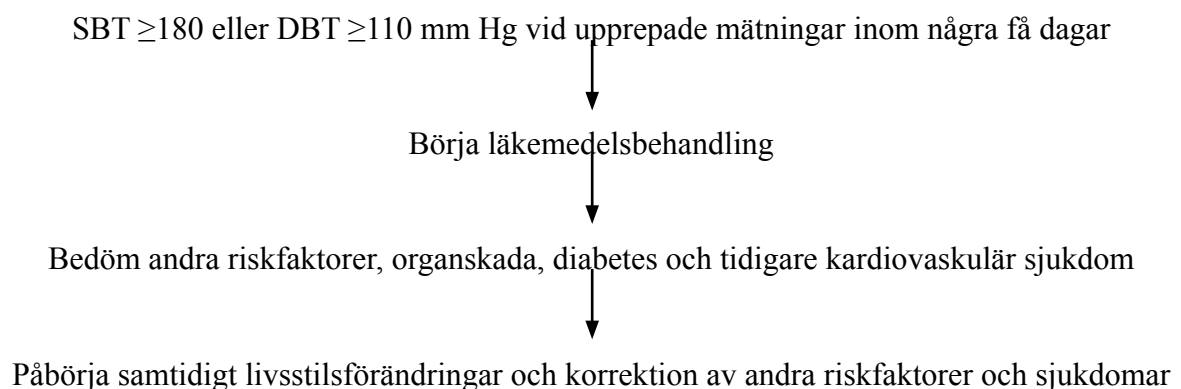 SBT ≥180 eller DBT ≥110 mm Hg vid upprepade mätningar inom några få dagar
Börja läkemedelsbehandling
Bedöm andra riskfaktorer, organskada, diabetes och tidigare kardiovaskulär sjukdom
Påbörja samtidigt livsstilsförändringar och korrektion av andra riskfaktorer och sjukdomar